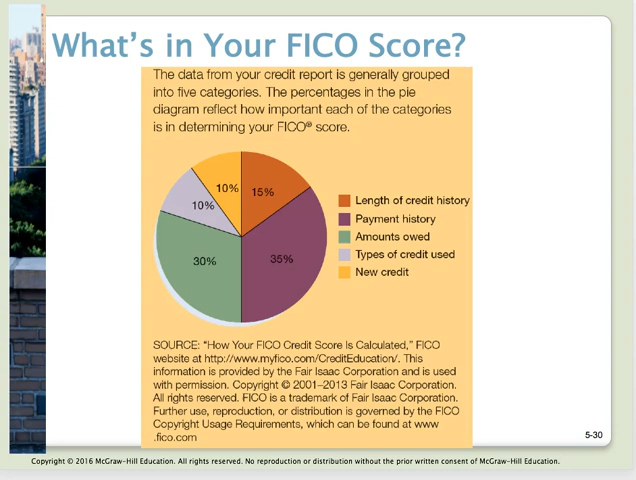 What's in Your FICO Score?
The data from your credit report is generally grouped
into five categories. The percentages in the pie
diagram reflect how important each of the categories
is in determining your FICO® score.
10%
15%
10%
30%
35%
Length of credit history
Payment history
Amounts owed
Types of credit used
New credit
SOURCE: “How Your FICO Credit Score Is Calculated,” FICO
website at http://www.myfico.com/CreditEducation/. This
information is provided by the Fair Isaac Corporation and is used
with permission. Copyright © 2001–2013 Fair Isaac Corporation.
All rights reserved. FICO is a trademark of Fair Isaac Corporation.
Further use, reproduction, or distribution is governed by the FICO
Copyright Usage Requirements, which can be found at www
.fico.com
5-30
Copyright © 2016 McGraw-Hill Education. All rights reserved. No reproduction or distribution without the prior written consent of McGraw-Hill Education.